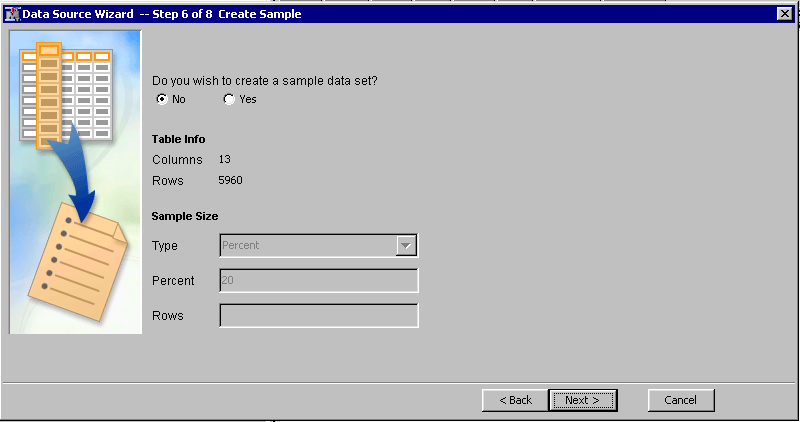 Data Source Wizard -- Step 6 of 8 Create Sample
Do you wish to create a sample data set?
No Yes
Table Info
Columns 13
Rows 5960
Sample Size
Type Percent
Percent 20
Rows
< Back Next > Cancel